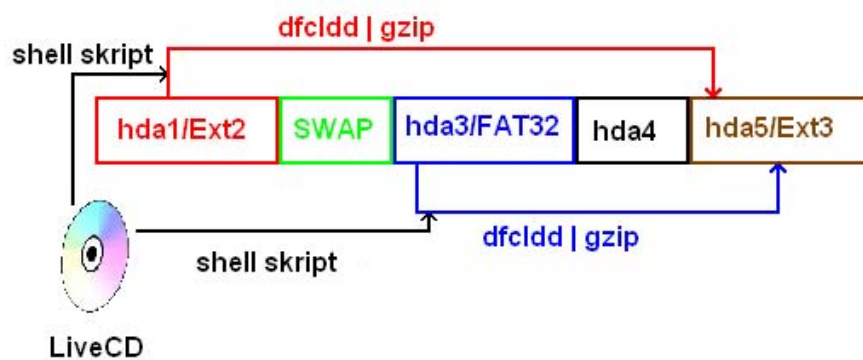 dfcldd | gzip
shell skript
hda1/Ext2 SWAP hda3/FAT32 hda4 hda5/Ext3
dfcldd | gzip
shell skript
LiveCD